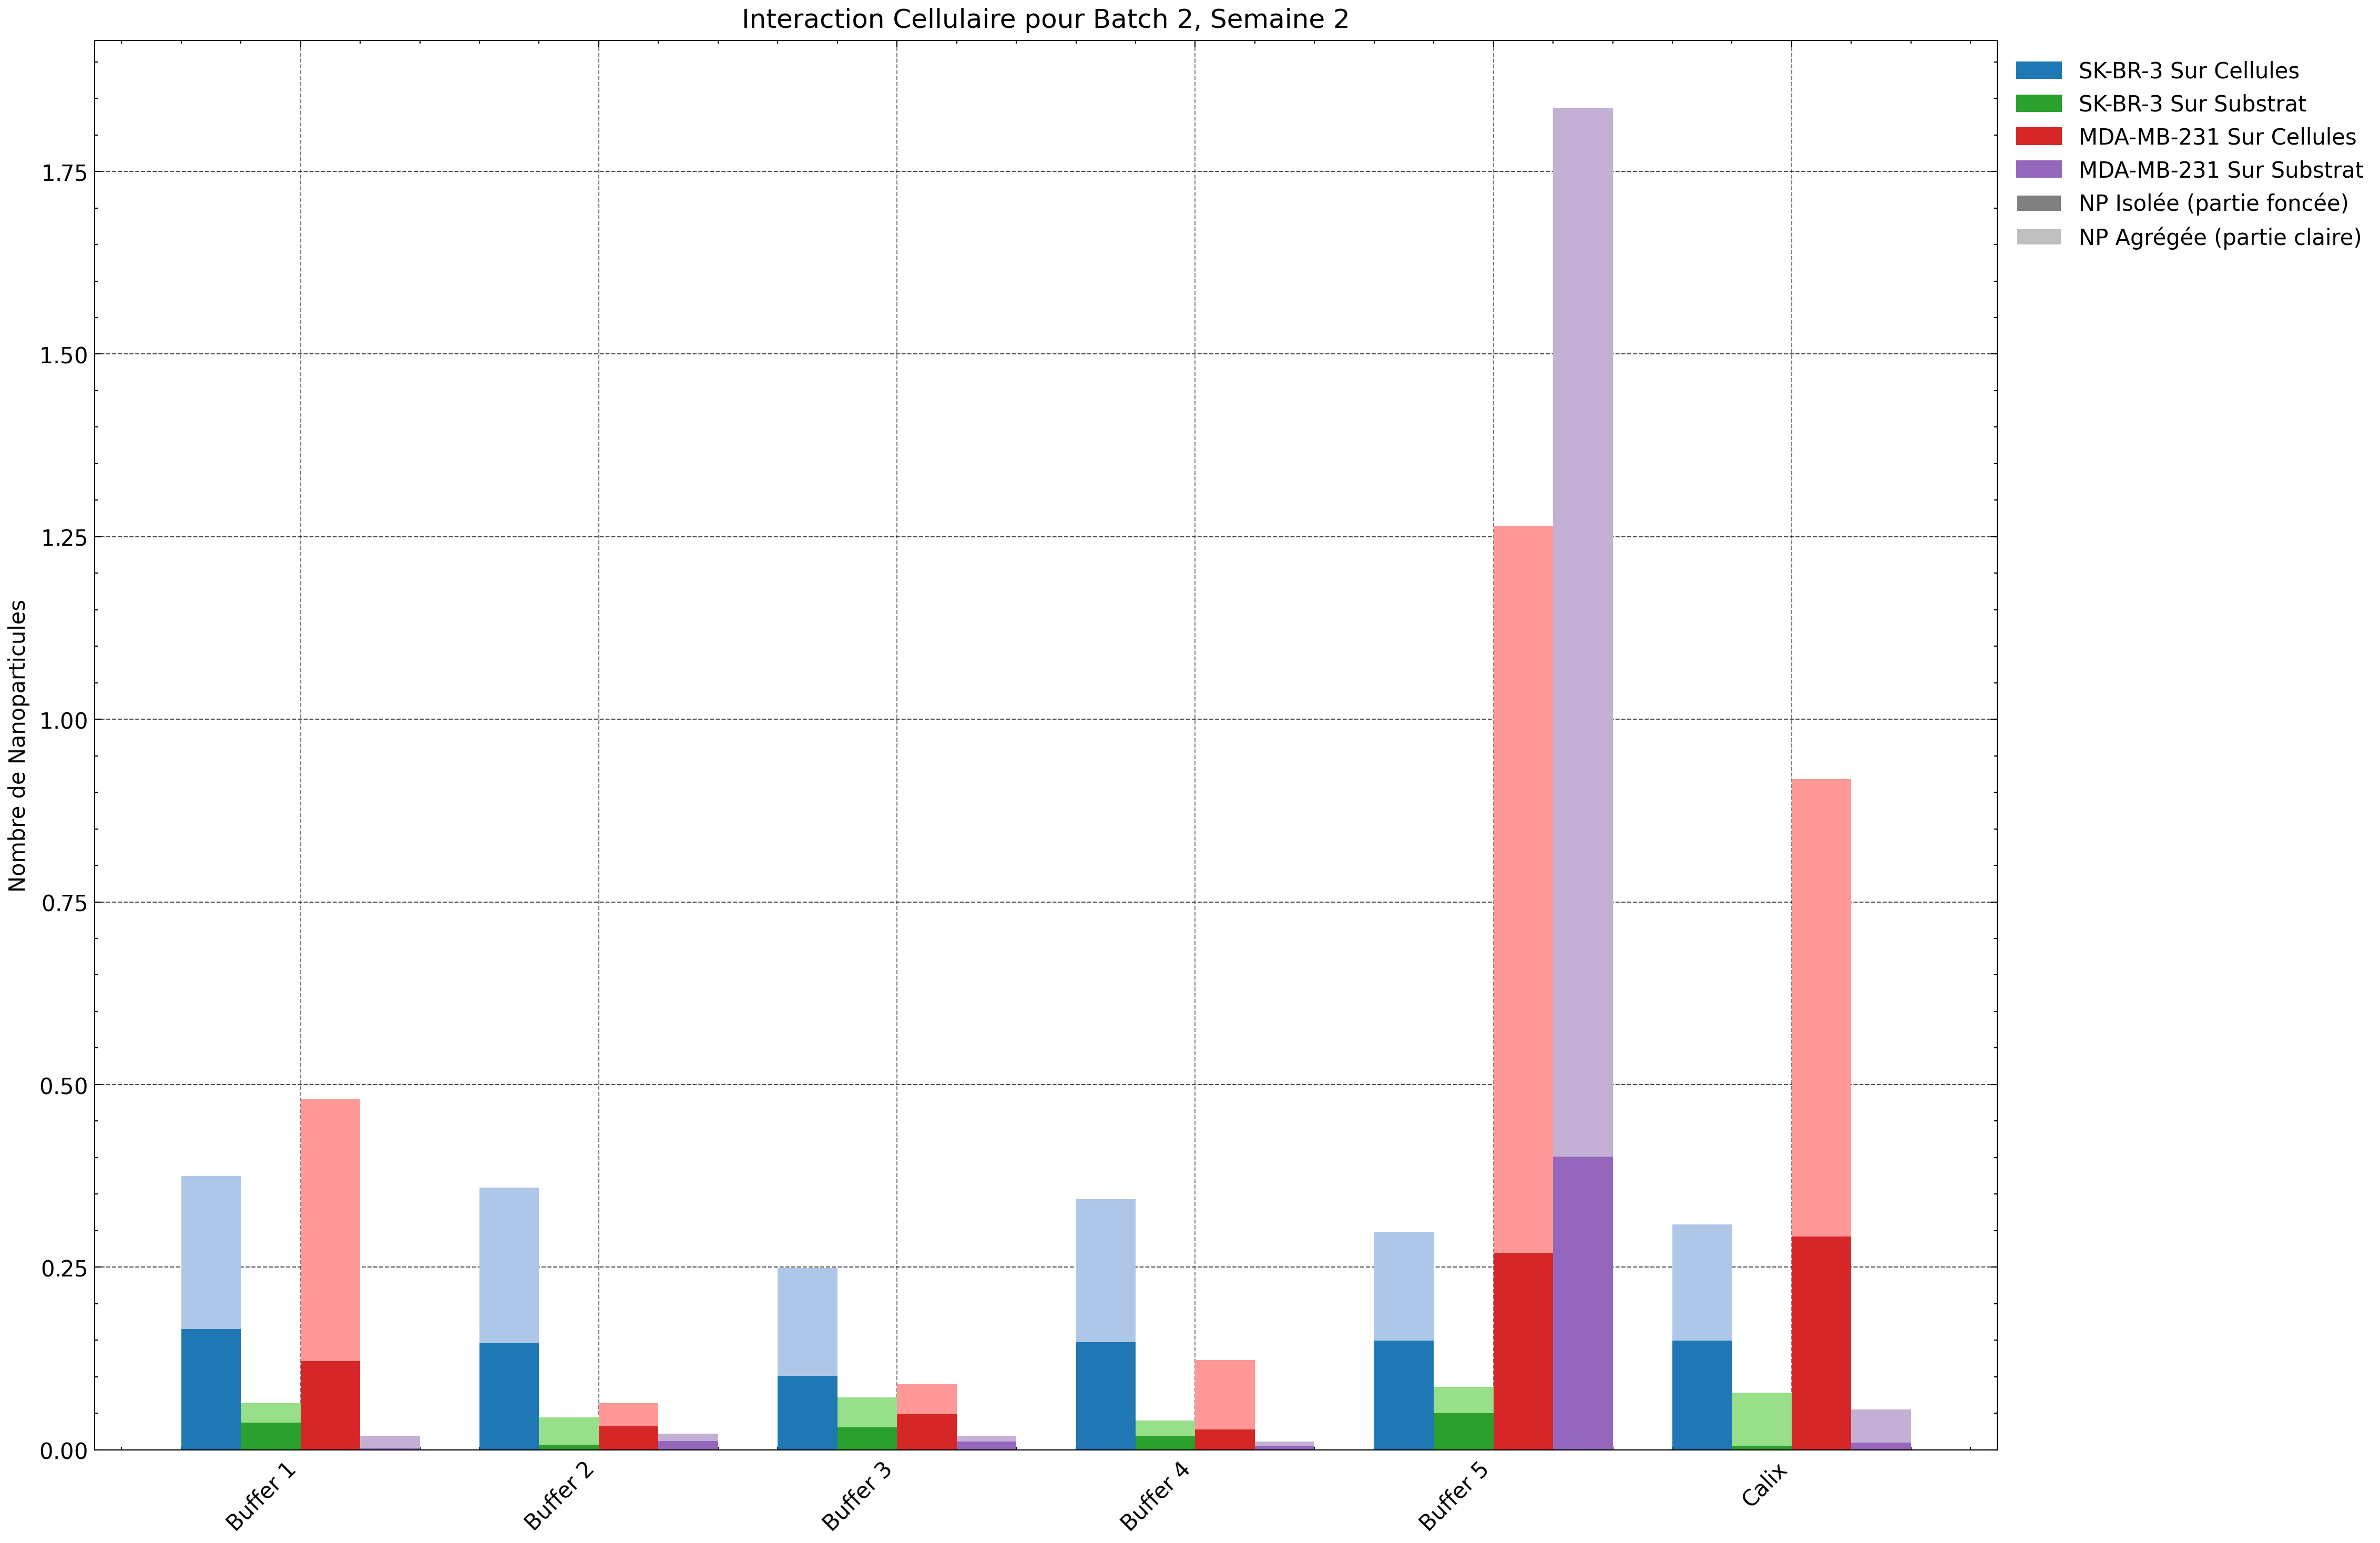 Interaction Cellulaire pour Batch 2, Semaine 2
SK-BR-3 Sur Cellules
SK-BR-3 Sur Substrat
MDA-MB-231 Sur Cellules
MDA-MB-231 Sur Substrat
NP Isolée (partie foncée)
NP Agrégée (partie claire)
Nombre de Nanoparticules
1.75
1.50
1.25
1.00
0.75
0.50
0.25
0.00
Buffer 1
Buffer 2
Buffer 3
Buffer 4
Buffer 5
Calix